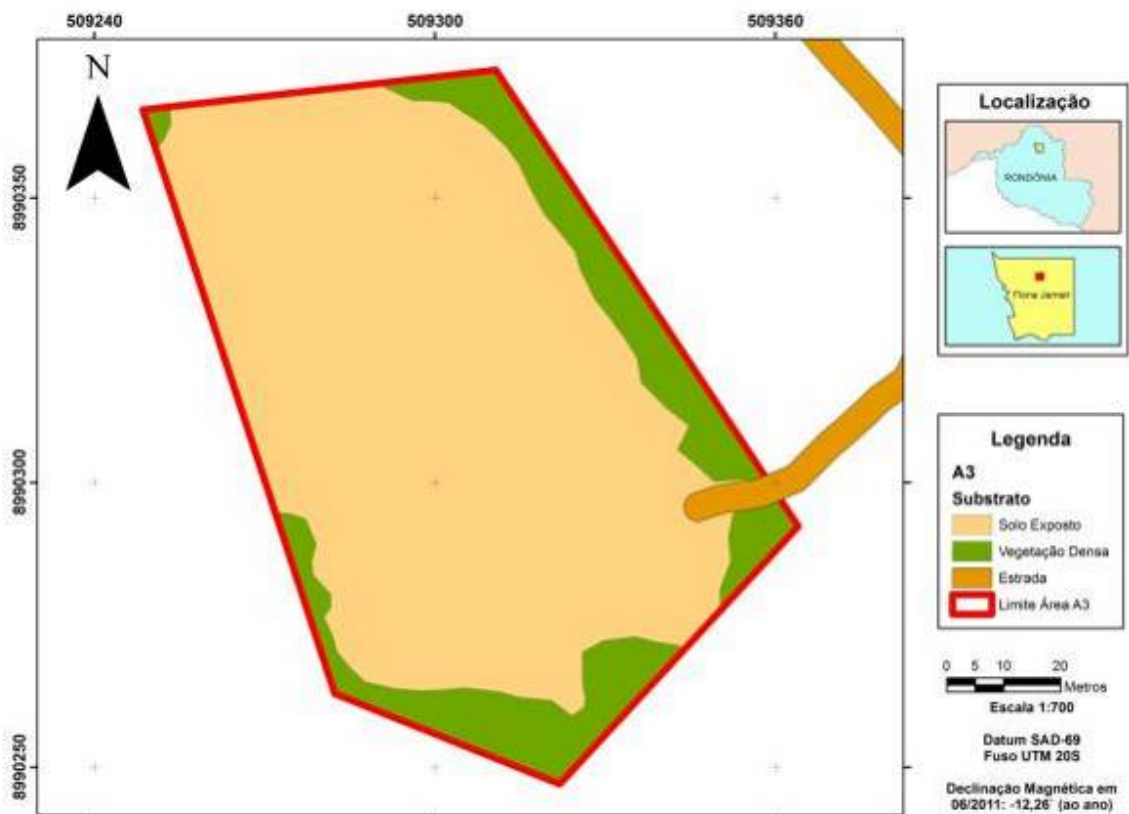 509240 509300 509360
N
8990350
8990300
8990250
Localização
RONDÔNIA
Flona Jamari
Legenda
A3
Substrato
Solo Exposto
Vegetação Densa
Estrada
Limite Área A3
0 5 10 20
Metros
Escala 1:700
Datum SAD-69
Fuso UTM 20S
Declinação Magnética em
06/2011: -12,26' (ao ano)